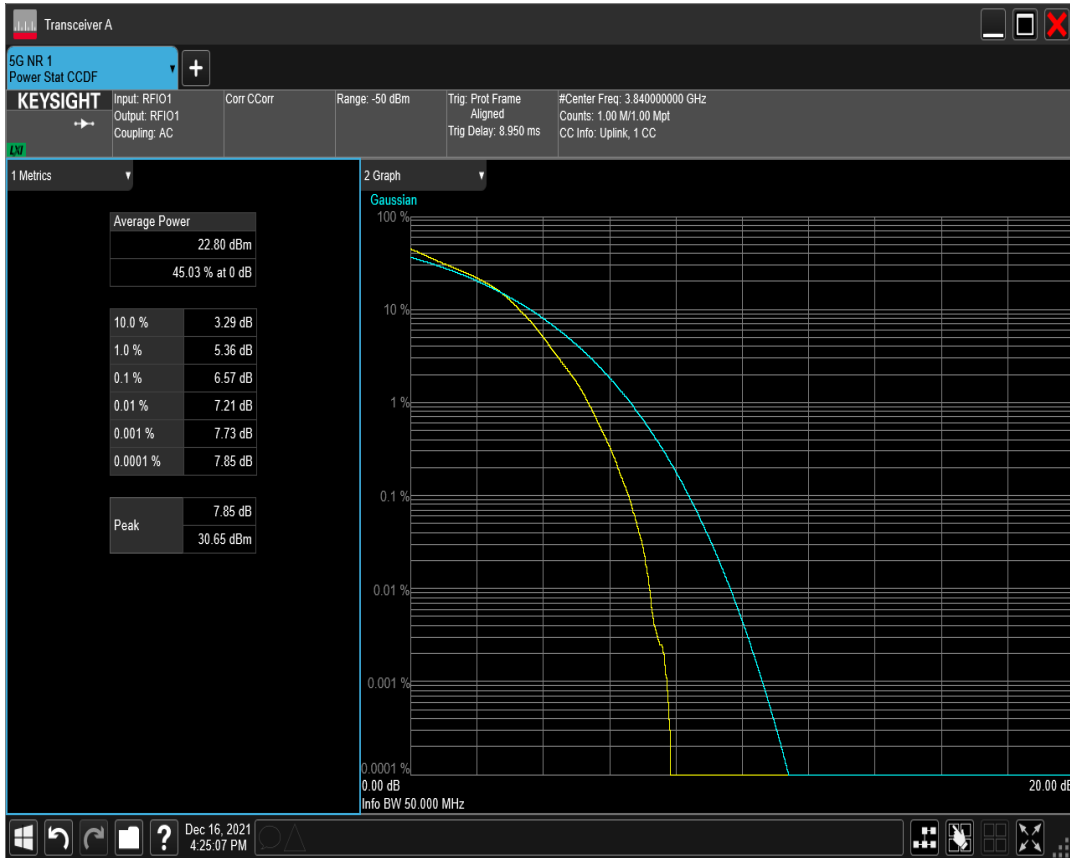 Transceiver A
5G NR 1
Power Stat CCDF
KEYSIGHT
LXI
Input: RFIO1
Output: RFIO1
Coupling: AC
Corr CCorr
Range: -50 dBm
Trig: Prot Frame
Aligned
Trig Delay: 8.950 ms
#Center Freq: 3.840000000 GHz
Counts: 1.00 M/1.00 Mpt
CC Info: Uplink, 1 CC
1 Metrics
Average Power
22.80 dBm
45.03 % at 0 dB
10.0 % 3.29 dB
1.0 % 5.36 dB
0.1 % 6.57 dB
0.01 % 7.21 dB
0.001 % 7.73 dB
0.0001 % 7.85 dB
Peak 7.85 dB
30.65 dBm
2 Graph
Gaussian
100 %
10 %
1 %
0.1 %
0.01 %
0.001 %
0.0001 %
0.00 dB 20.00 dB
Info BW 50.000 MHz
?
Dec 16, 2021
4:25:07 PM